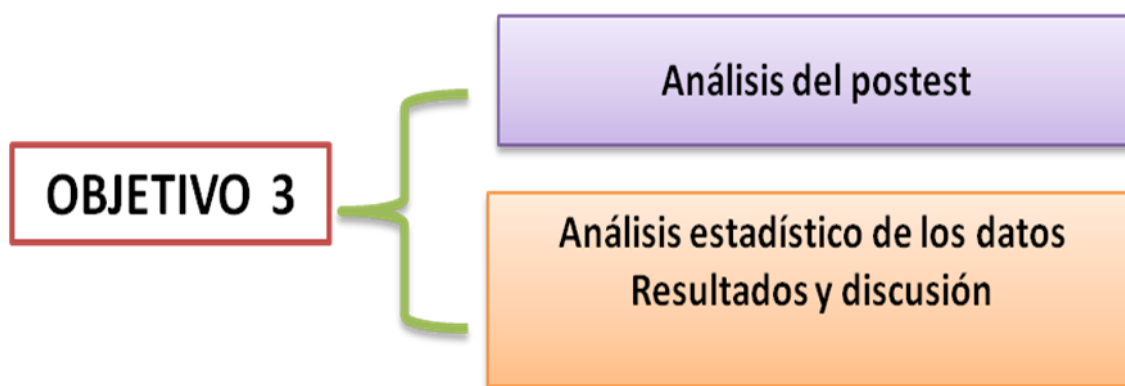 OBJETIVO 3
Análisis del postest
Análisis estadístico de los datos
Resultados y discusión